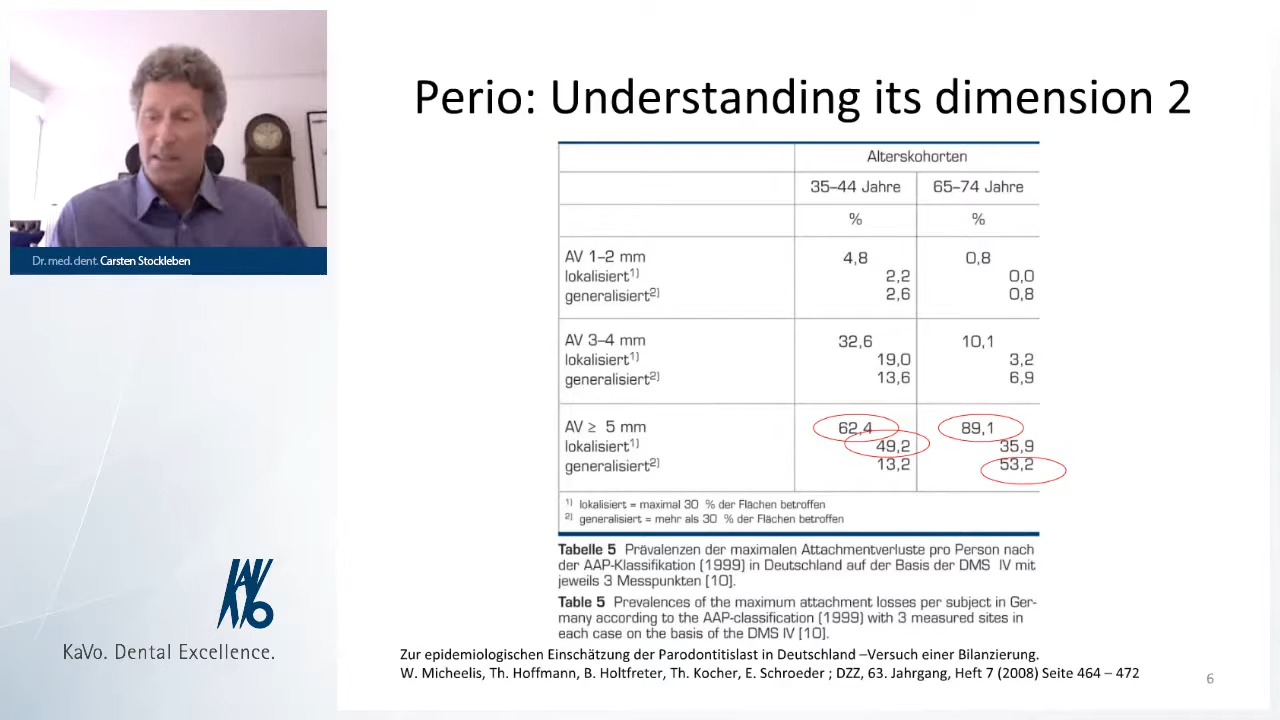 Perio: Understanding its dimension 2
Dr. med. dent. Carsten Stockleben
Alterskohorten
35–44 Jahre 65–74 Jahre
% %
AV 1–2 mm 4,8 0,8
lokalisiert1) 2,2 0,0
generalisiert2) 2,6 0,8
AV 3–4 mm 32,6 10,1
lokalisiert1) 19,0 3,2
generalisiert2) 13,6 6,9
AV ≥ 5 mm 62,4 89,1
lokalisiert1) 49,2 35,9
generalisiert2) 13,2 53,2
1) lokalisiert = maximal 30 % der Flächen betroffen
2) generalisiert = mehr als 30 % der Flächen betroffen
Tabelle 5 Prävalenzen der maximalen Attachmentverluste pro Person nach
der AAP-Klassifikation (1999) in Deutschland auf der Basis der DMS IV mit
jeweils 3 Messpunkten [10].
Table 5 Prevalences of the maximum attachment losses per subject in Ger-
many according to the AAP-classification (1999) with 3 measured sites in
each case on the basis of the DMS IV [10].
Zur epidemiologischen Einschätzung der Parodontitislast in Deutschland –Versuch einer Bilanzierung.
W. Micheelis, Th. Hoffmann, B. Holtfreter, Th. Kocher, E. Schroeder ; DZZ, 63. Jahrgang, Heft 7 (2008) Seite 464 – 472
6
KAVO
KaVo. Dental Excellence.